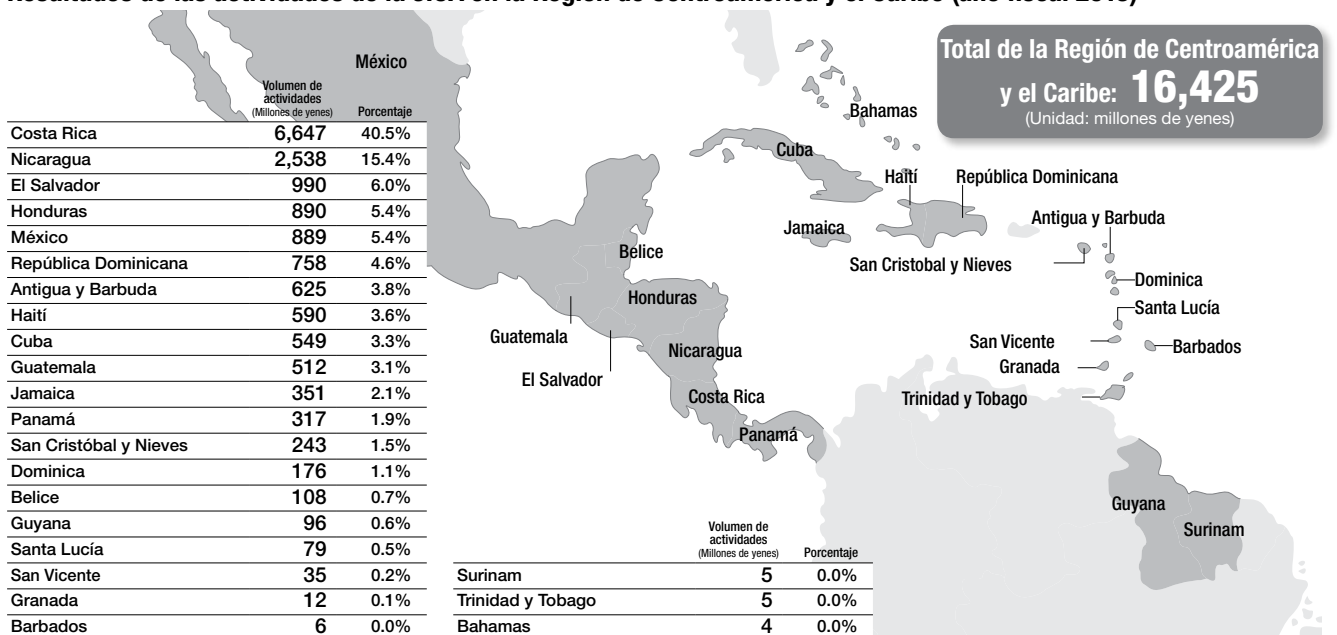 Total de la Región de Centroamérica
y el Caribe: 16,425
(Unidad: millones de yenes)
Volumen de
actividades
(Millones de yenes) Porcentaje
Costa Rica 6,647 40.5%
Nicaragua 2,538 15.4%
El Salvador 990 6.0%
Honduras 890 5.4%
México 889 5.4%
República Dominicana 758 4.6%
Antigua y Barbuda 625 3.8%
Haití 590 3.6%
Cuba 549 3.3%
Guatemala 512 3.1%
Jamaica 351 2.1%
Panamá 317 1.9%
San Cristóbal y Nieves 243 1.5%
Dominica 176 1.1%
Belice 108 0.7%
Guyana 96 0.6%
Santa Lucía 79 0.5%
San Vicente 35 0.2%
Granada 12 0.1%
Barbados 6 0.0%
Volumen de
actividades
(Millones de yenes) Porcentaje
Surinam 5 0.0%
Trinidad y Tobago 5 0.0%
Bahamas 4 0.0%
México
Bahamas
Cuba
Haití
República Dominicana
Jamaica
Antigua y Barbuda
San Cristobal y Nieves
Belice
Dominica
Honduras
Santa Lucía
Guatemala
San Vicente
Barbados
Nicaragua
Granada
El Salvador
Costa Rica
Trinidad y Tobago
Panamá
Guyana
Surinam